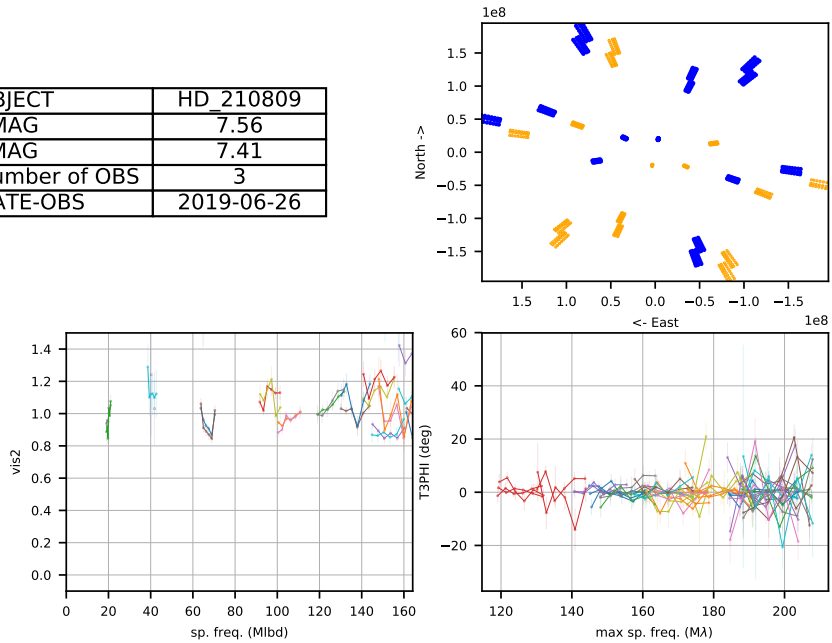 BJECT HD_210809
MAG 7.56
MAG 7.41
umber of OBS 3
ATE-OBS 2019-06-26
1e8
1.5
1.0
0.5
0.0
−0.5
−1.0
−1.5
North ->
1.5 1.0 0.5 0.0 −0.5 −1.0 −1.5
1e8
<- East
1.4
1.2
1.0
0.8
0.6
0.4
0.2
0.0
vis2
0 20 40 60 80 100 120 140 160
sp. freq. (Mlbd)
60
40
20
0
−20
T3PHI (deg)
120 140 160 180 200
max sp. freq. (Mλ)